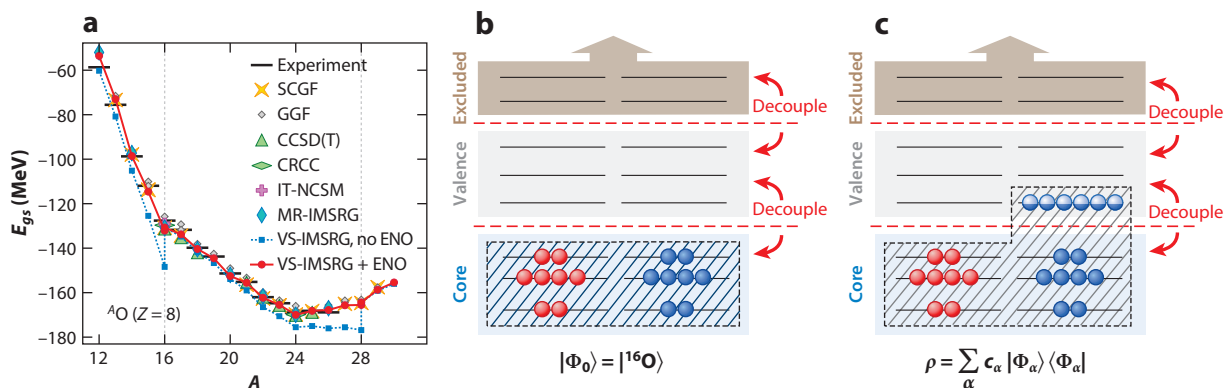 a
E_gs (MeV)
−60
−80
−100
−120
−140
−160
−180
12
16
20
24
28
A
^AO (Z = 8)
Experiment
SCGF
GGF
CCSD(T)
CRCC
IT-NCSM
MR-IMSRG
VS-IMSRG, no ENO
VS-IMSRG + ENO
b
Excluded
Valence
Core
Decouple
Decouple
|Φ₀⟩ = |¹⁶O⟩
c
Excluded
Valence
Core
Decouple
Decouple
ρ = ∑ c_α |Φ_α⟩ ⟨Φ_α|
α